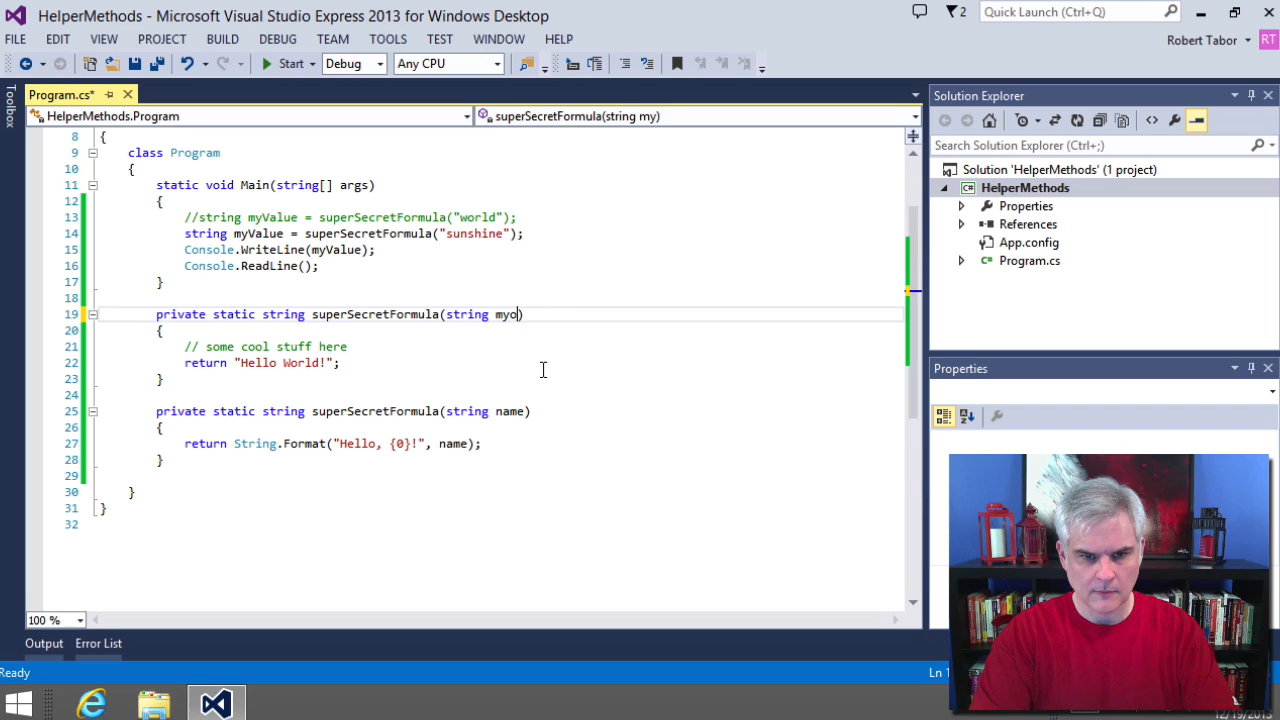 HelperMethods - Microsoft Visual Studio Express 2013 for Windows Desktop
2
Quick Launch (Ctrl+Q)
FILE EDIT VIEW PROJECT BUILD DEBUG TEAM TOOLS TEST WINDOW HELP
Robert Tabor RT
Start Debug Any CPU
Toolbox
Program.cs*
HelperMethods.Program superSecretFormula(string my)
8 {
9 class Program
10 {
11 static void Main(string[] args)
12 {
13 //string myValue = superSecretFormula("world");
14 string myValue = superSecretFormula("sunshine");
15 Console.WriteLine(myValue);
16 Console.ReadLine();
17 }
18
19 private static string superSecretFormula(string myo)
20 {
21 // some cool stuff here
22 return "Hello World!";
23 }
24
25 private static string superSecretFormula(string name)
26 {
27 return String.Format("Hello, {0}!", name);
28 }
29
30 }
31 }
32
100 %
Output Error List
Ready
Ln 1
Solution Explorer
Search Solution Explorer (Ctrl+;)
Solution 'HelperMethods' (1 project)
C# HelperMethods
Properties
References
App.config
C# Program.cs
Properties
12/19/2013